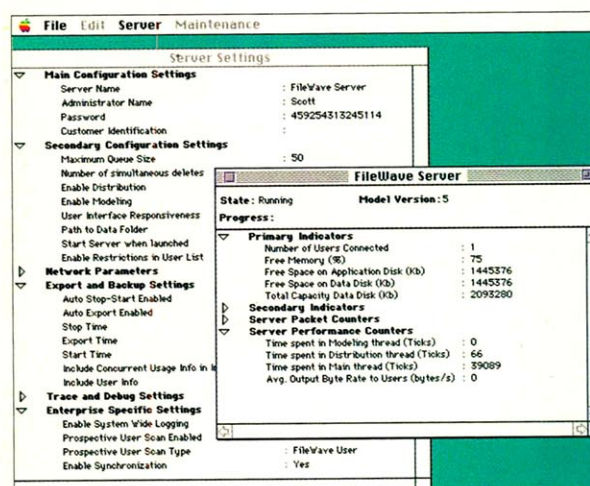 File Edit Server Maintenance
Server Settings
Main Configuration Settings
Server Name : FileWave Server
Administrator Name : Scott
Password : 459254313245114
Customer Identification :
Secondary Configuration Settings
Maximum Queue Size : 50
Number of simultaneous deletes
Enable Distribution
Enable Modeling
User Interface Responsiveness
Path to Data Folder
Start Server when launched
Enable Restrictions in User List
Network Parameters
Export and Backup Settings
Auto Stop-Start Enabled
Auto Export Enabled
Stop Time
Export Time
Start Time
Include Concurrent Usage Info in
Include User Info
Trace and Debug Settings
Enterprise Specific Settings
Enable System Wide Logging
Prospective User Scan Enabled
Prospective User Scan Type : FileWave User
Enable Synchronization : Yes
FileWave Server
State: Running Model Version: 5
Progress:
Primary Indicators
Number of Users Connected : 1
Free Memory (%) : 75
Free Space on Application Disk (Kb) : 1445376
Free Space on Data Disk (Kb) : 1445376
Total Capacity Data Disk (Kb) : 2093280
Secondary Indicators
Server Packet Counters
Server Performance Counters
Time spent in Modeling thread (Ticks) : 0
Time spent in Distribution thread (Ticks) : 66
Time spent in Main thread (Ticks) : 39089
Avg. Output Byte Rate to Users (bytes/s) : 0